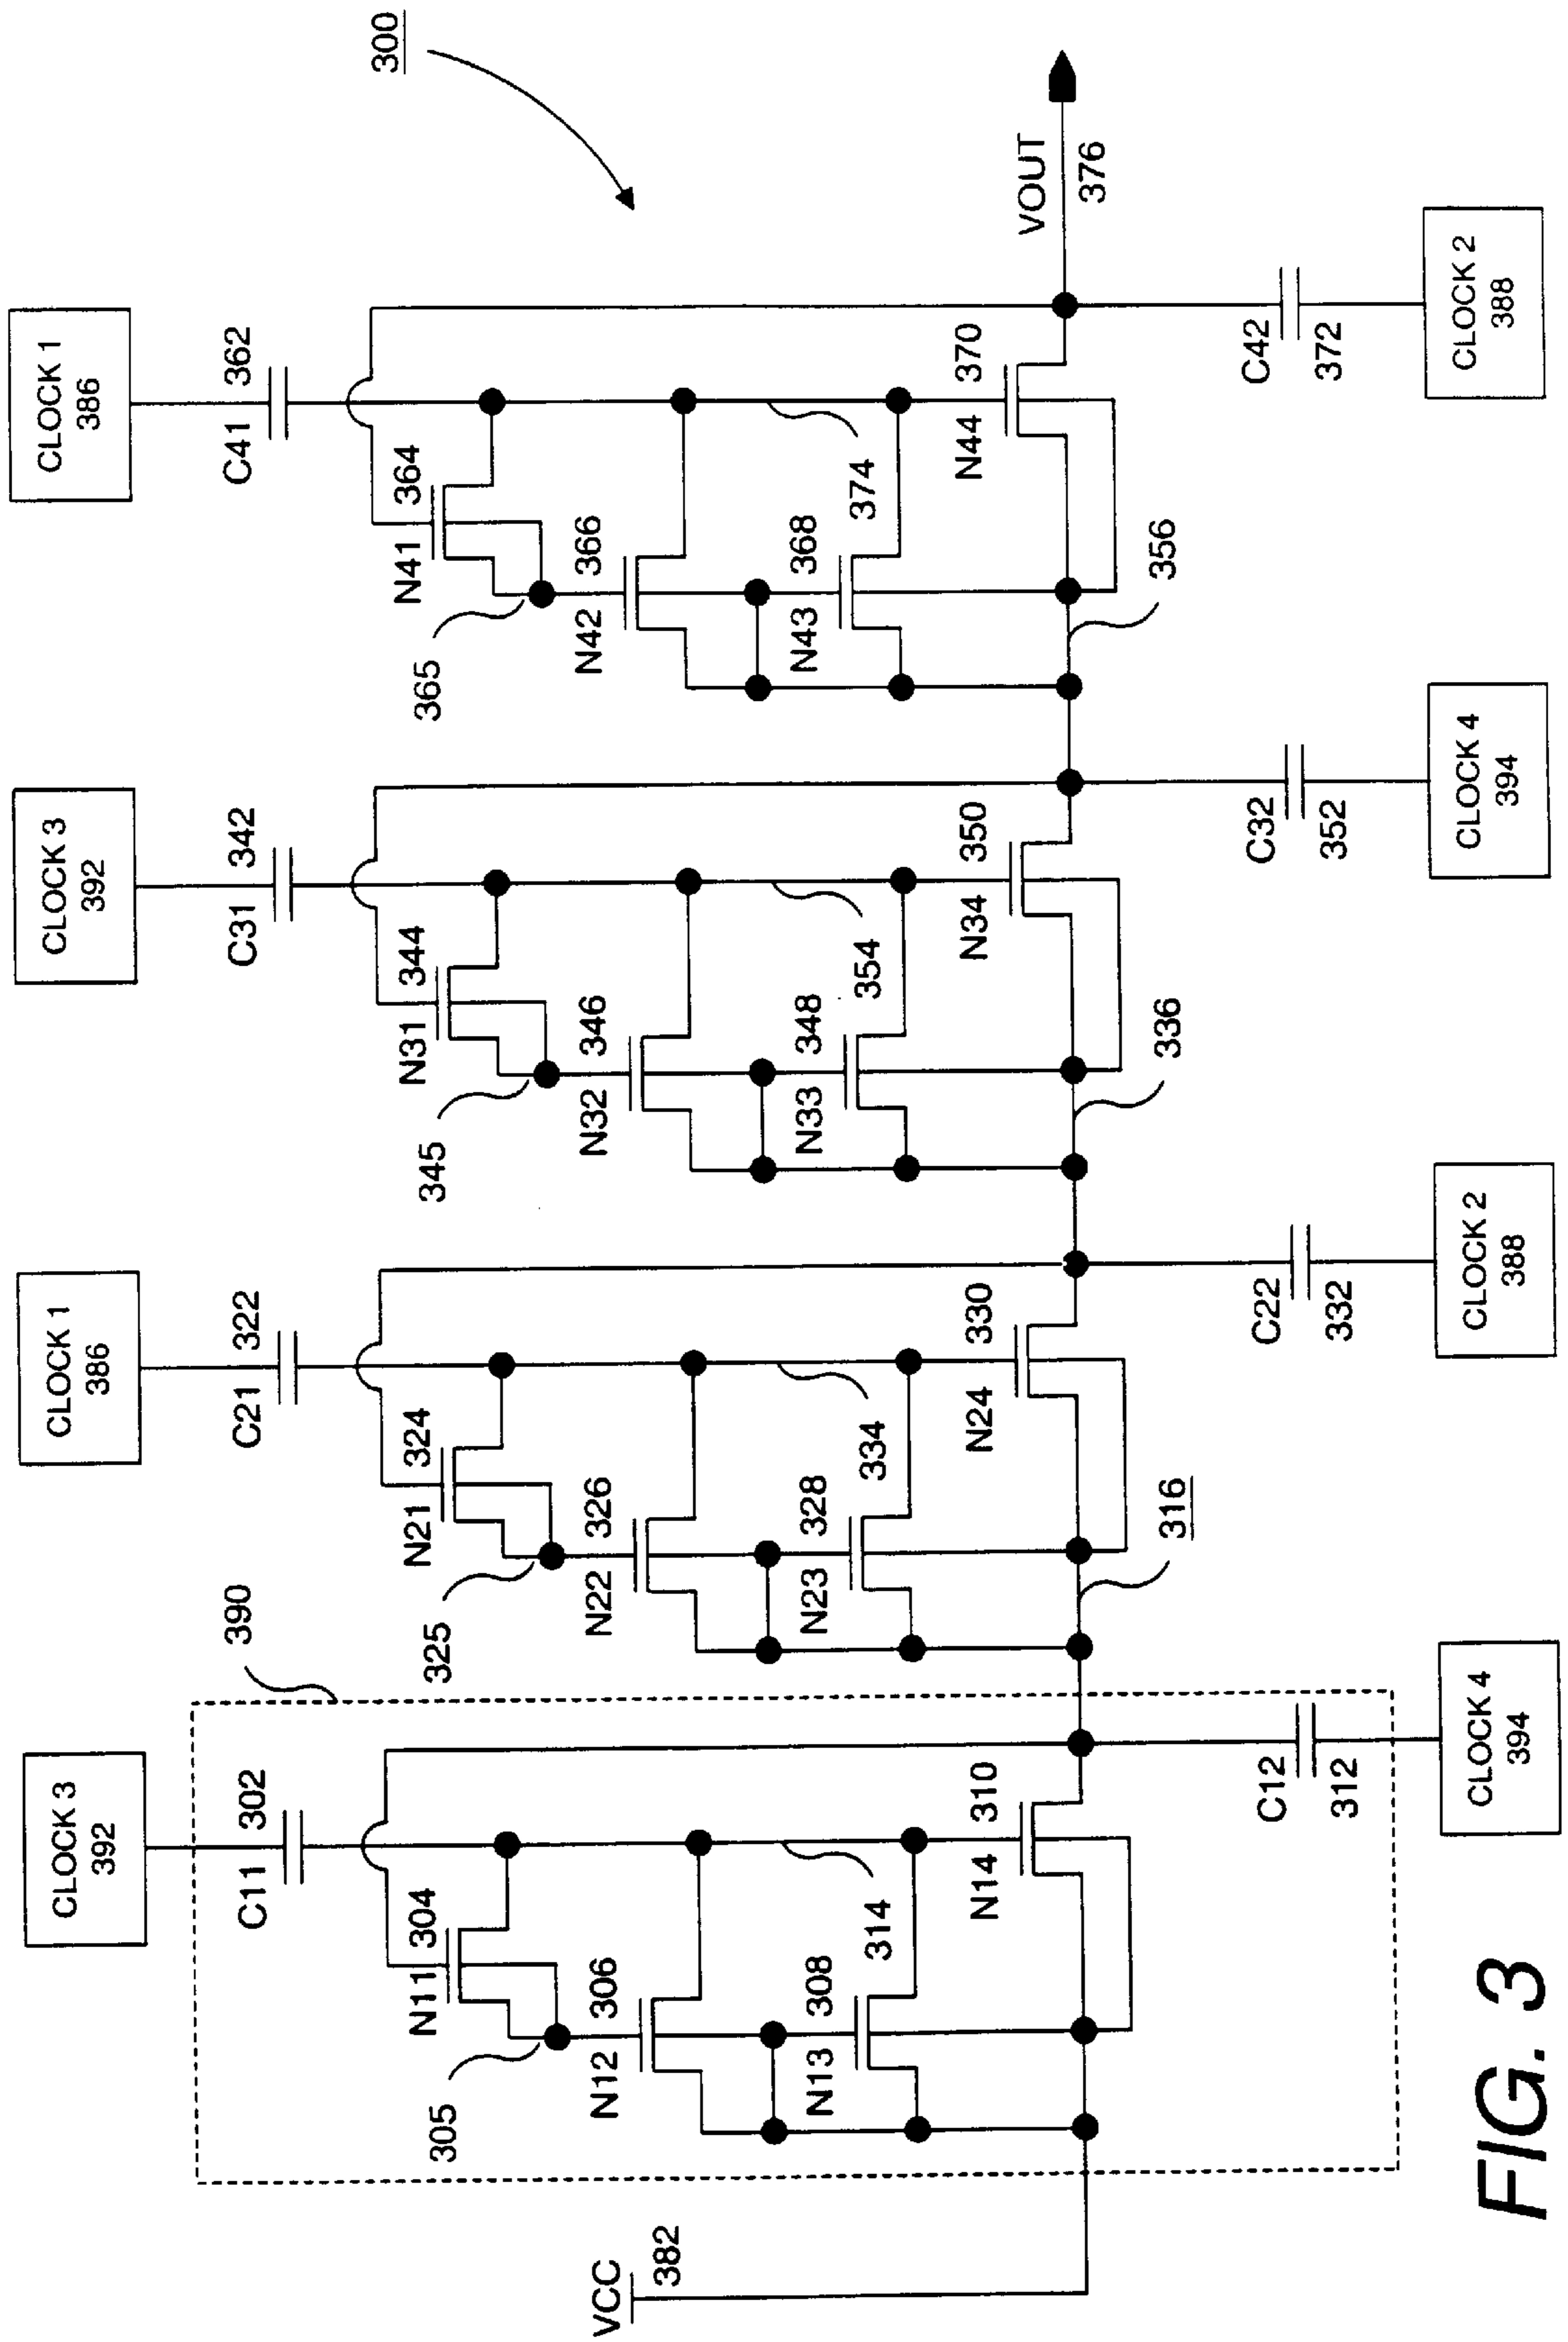 300
CLOCK 3
392
CLOCK 1
386
CLOCK 3
392
CLOCK 1
386
390
C11 302
C21 322
C31 342
C41 362
N11 304
N21 324
N31 344
N41 364
305
325
345
365
N12 306
N22 326
N32 346
N42 366
N13 308
N23 328
N33 348
N43 368
314
334
354
374
N14 310
N24 330
N34 350
N44 370
VCC
382
316
336
356
VOUT
376
C12
312
C22
332
C32
352
C42
372
CLOCK 4
394
CLOCK 2
388
CLOCK 4
394
CLOCK 2
388
FIG. 3